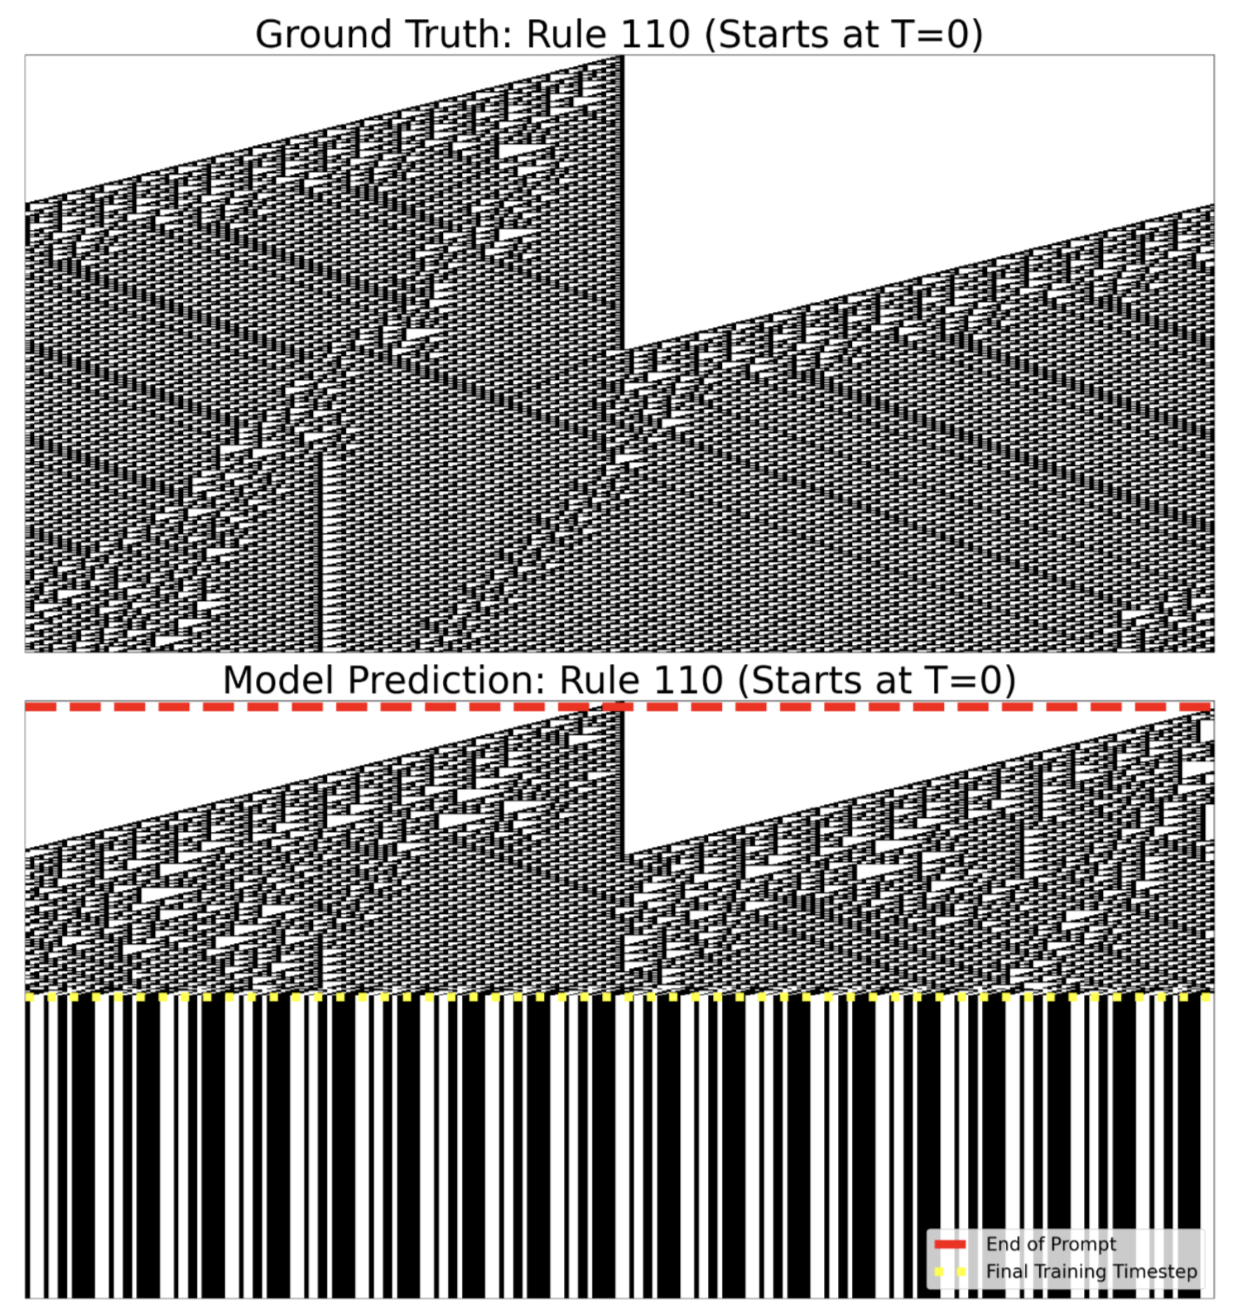 Ground Truth: Rule 110 (Starts at T=0)
Model Prediction: Rule 110 (Starts at T=0)
End of Prompt
Final Training Timestep